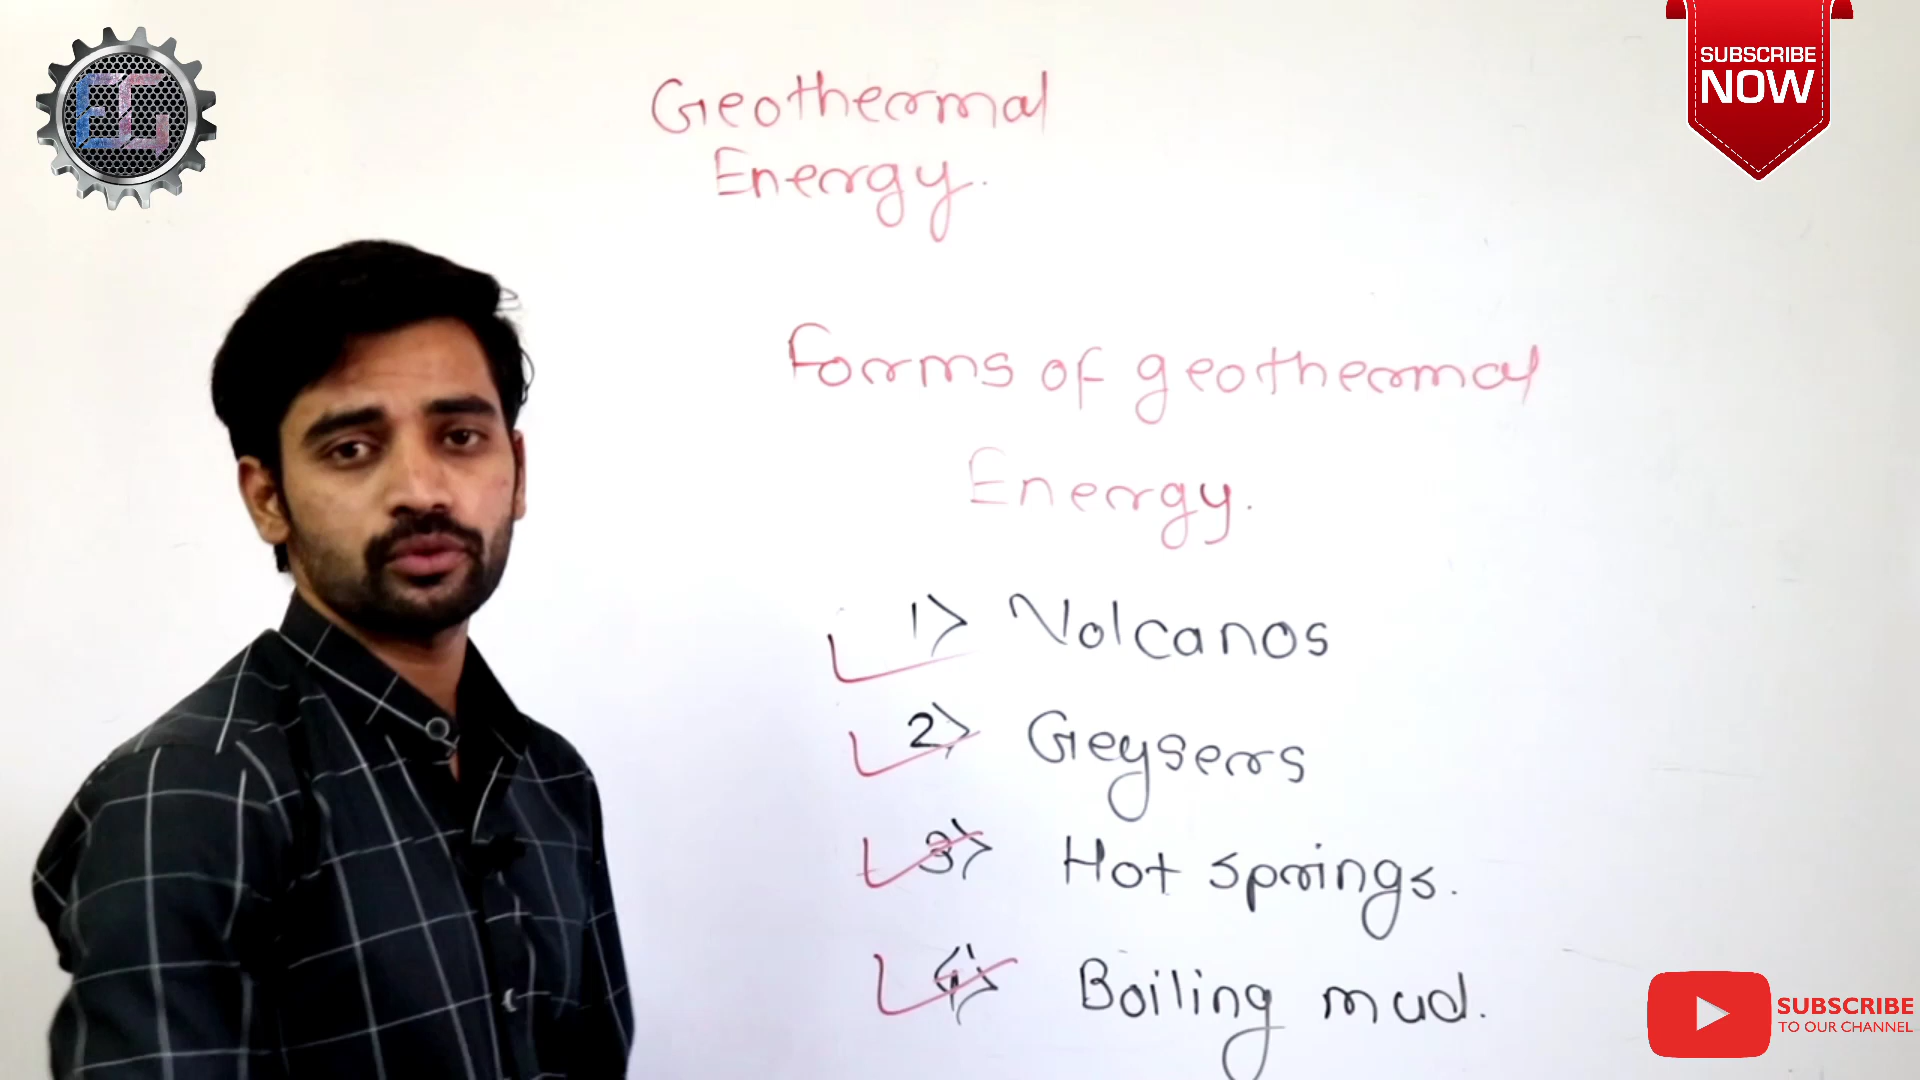 EG
SUBSCRIBE
NOW
Geothermal
Energy.
Forms of geothermal
Energy.
1) Volcanos
2) Geysers
3) Hot springs.
4) Boiling mud.
SUBSCRIBE
TO OUR CHANNEL